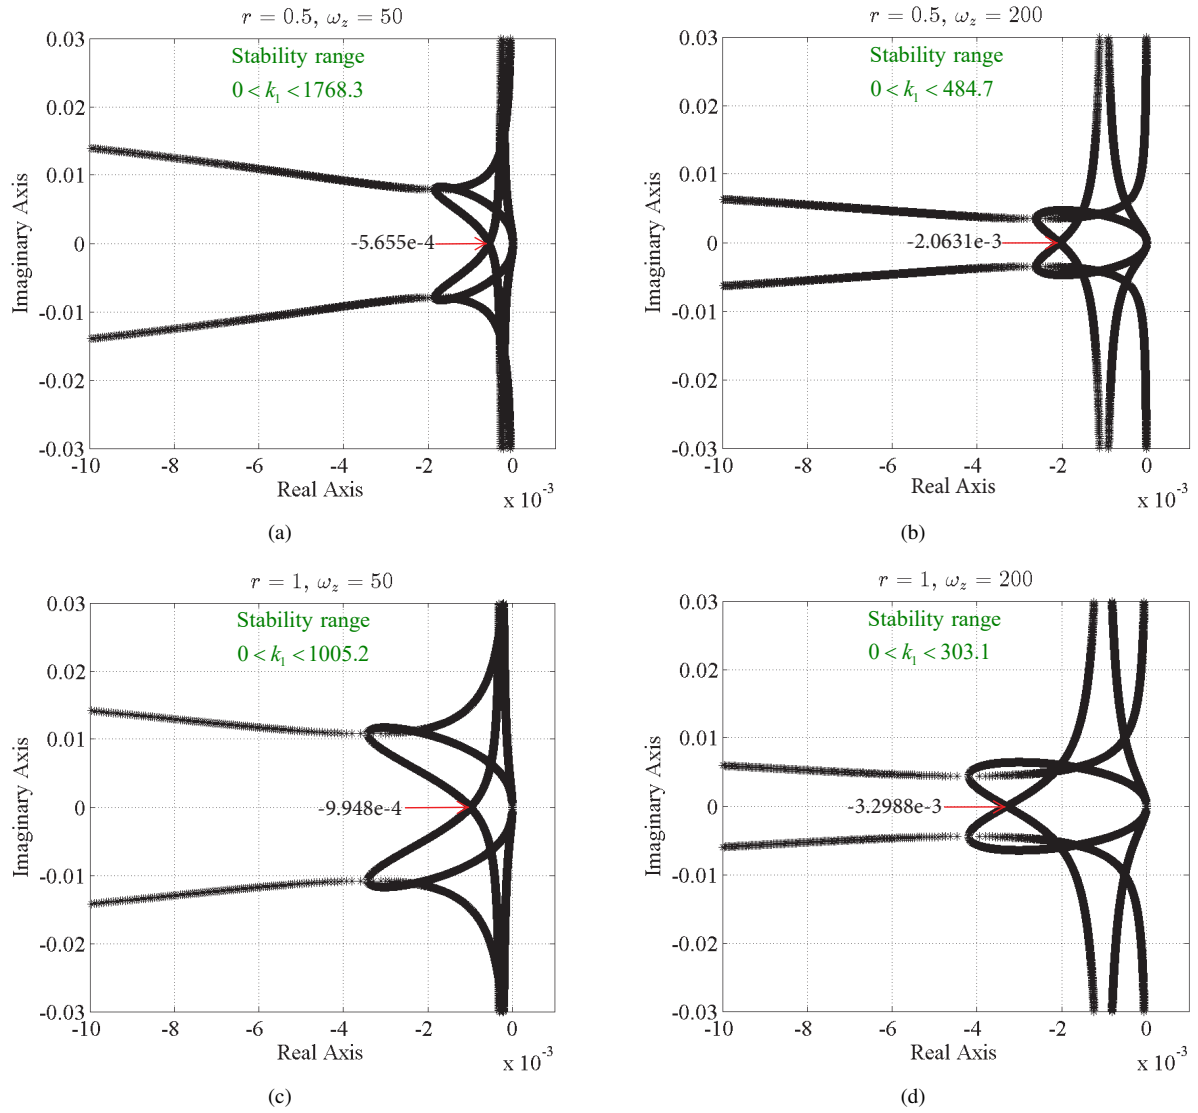 r = 0.5, ω_z = 50
Stability range
0 < k_1 < 1768.3
0.03
0.02
0.01
0
-0.01
-0.02
-0.03
Imaginary Axis
-5.655e-4
-10 -8 -6 -4 -2 0
Real Axis
x 10^-3
(a)
r = 0.5, ω_z = 200
Stability range
0 < k_1 < 484.7
0.03
0.02
0.01
0
-0.01
-0.02
-0.03
Imaginary Axis
-2.0631e-3
-10 -8 -6 -4 -2 0
Real Axis
x 10^-3
(b)
r = 1, ω_z = 50
Stability range
0 < k_1 < 1005.2
0.03
0.02
0.01
0
-0.01
-0.02
-0.03
Imaginary Axis
-9.948e-4
-10 -8 -6 -4 -2 0
Real Axis
x 10^-3
(c)
r = 1, ω_z = 200
Stability range
0 < k_1 < 303.1
0.03
0.02
0.01
0
-0.01
-0.02
-0.03
Imaginary Axis
-3.2988e-3
-10 -8 -6 -4 -2 0
Real Axis
x 10^-3
(d)